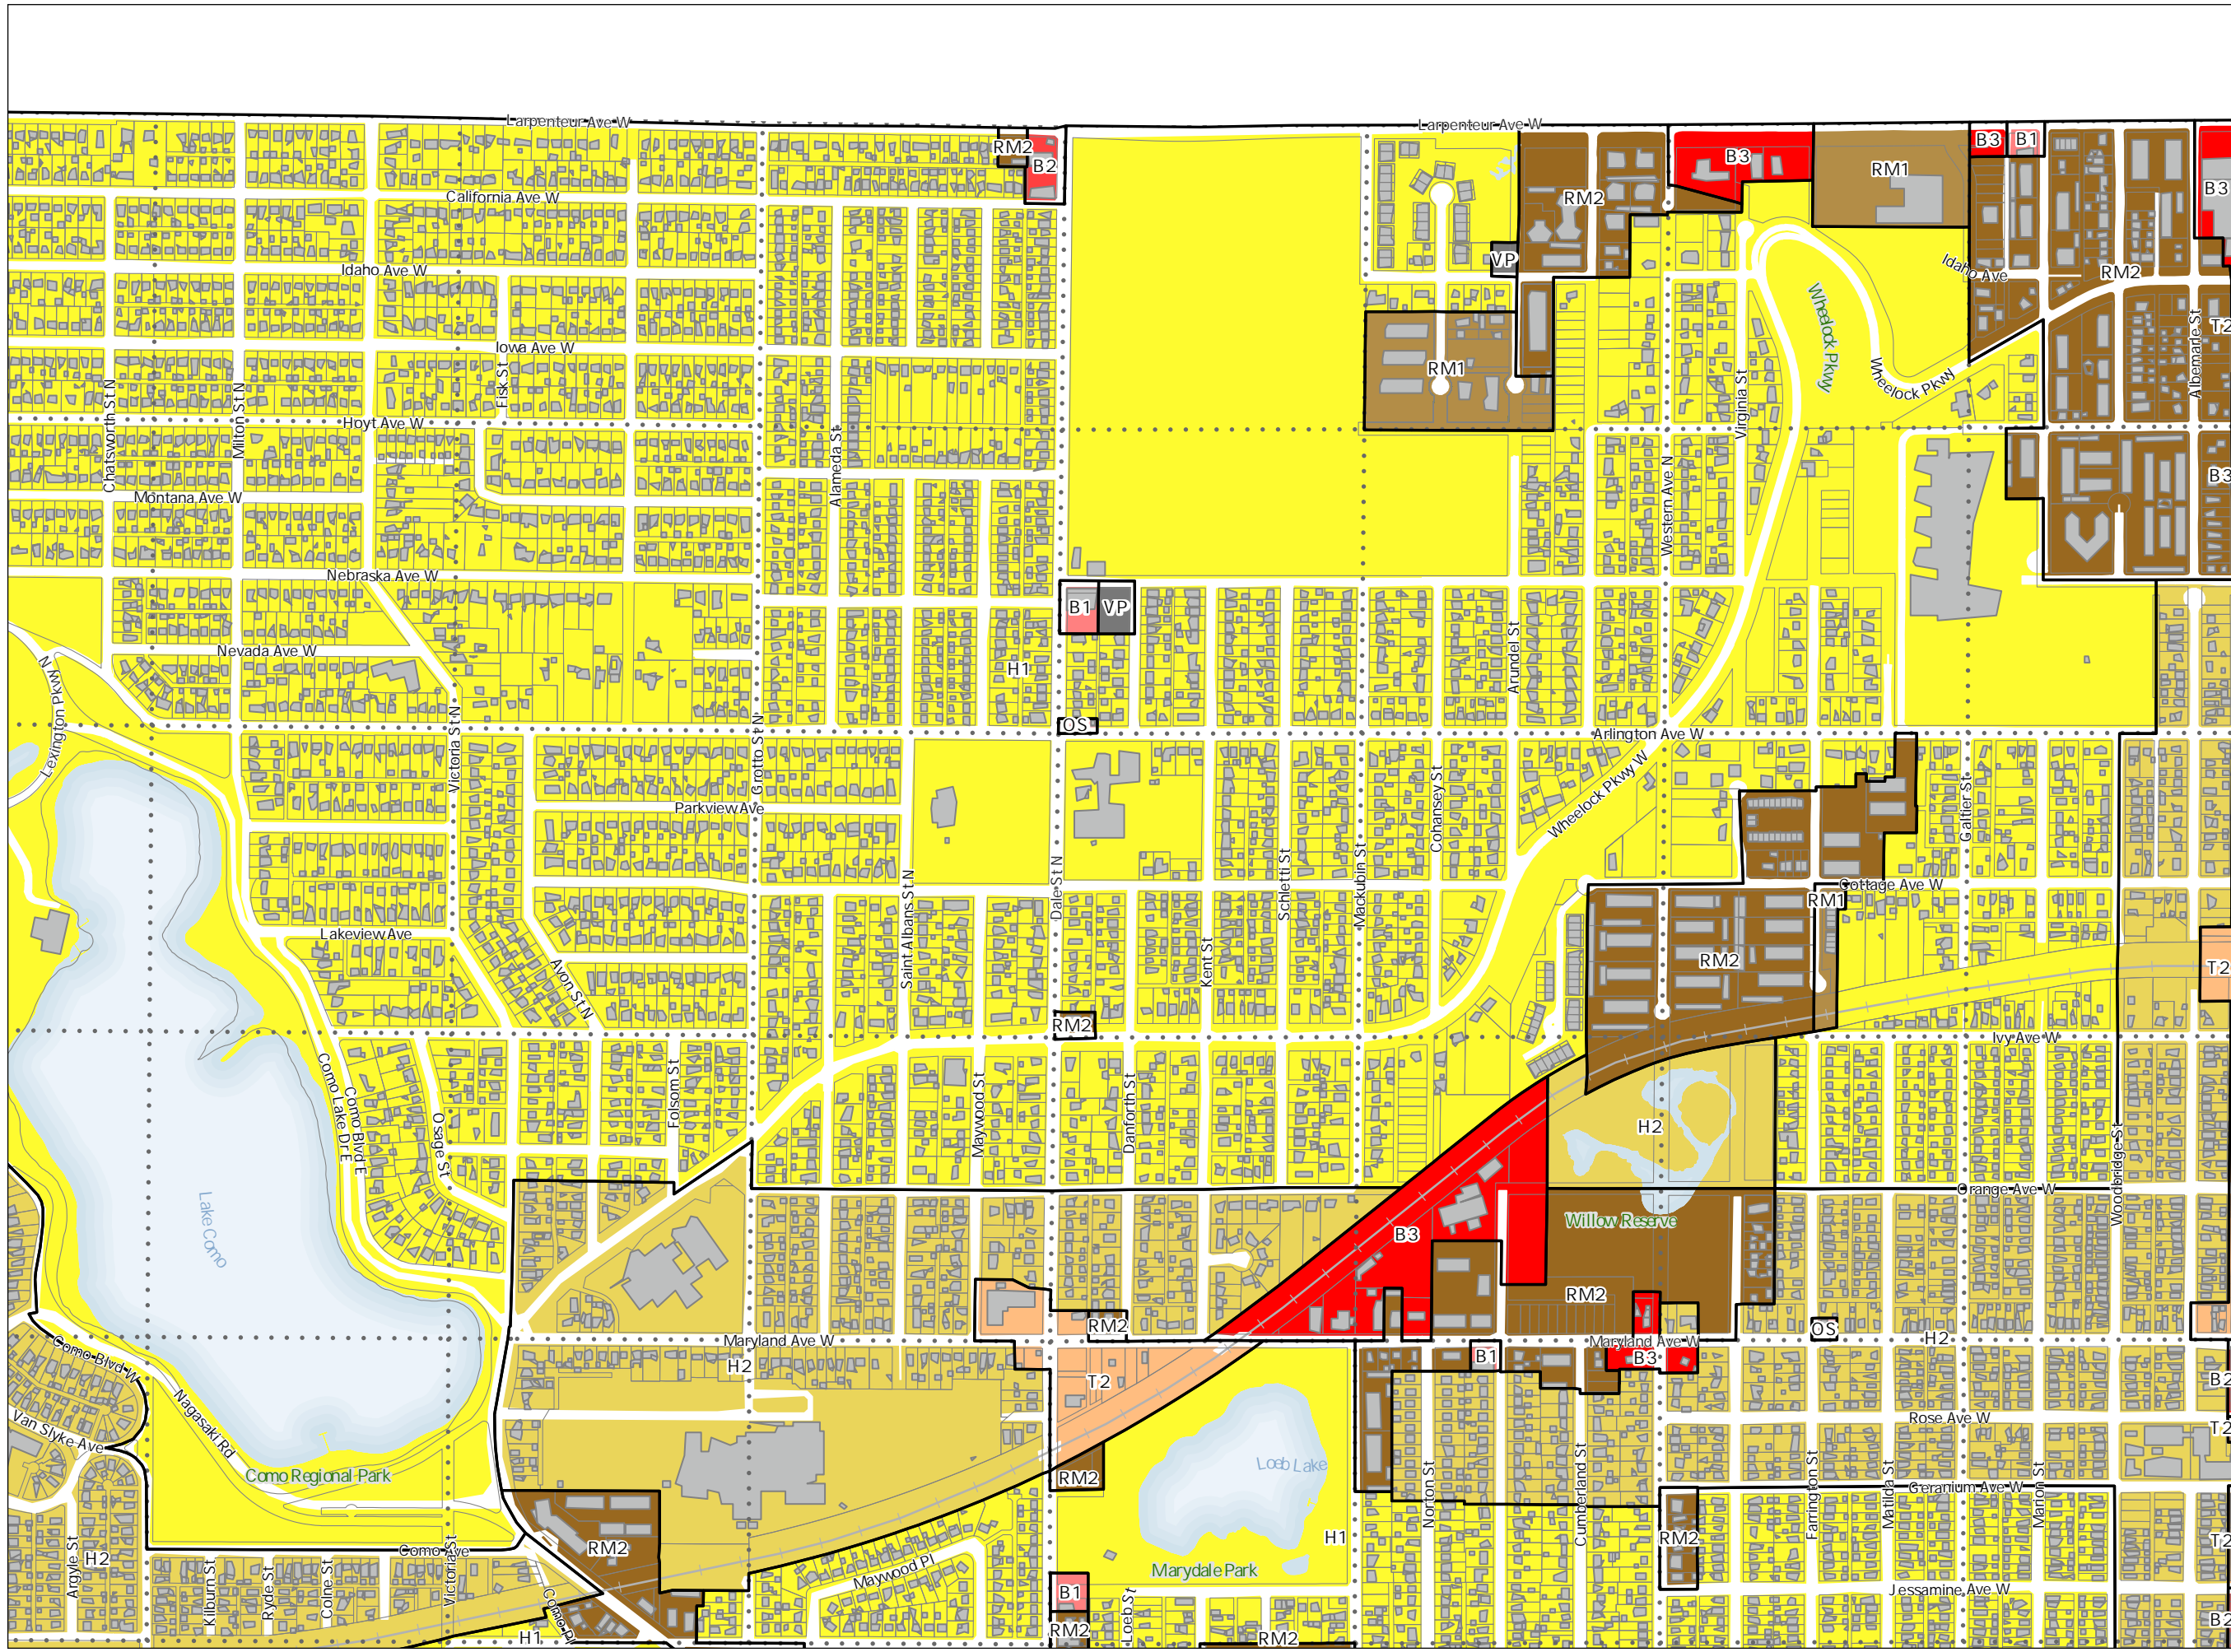 Larpenteur Ave W
Larpenteur Ave W
RM2
B2
B3
RM1
B3
B1
B3
California Ave W
RM2
Idaho Ave W
VP
Idaho Ave
RM2
Wheelock Pkwy
T2
Albemarle St
Iowa Ave W
Fisk St
RM1
Wheelock Pkwy
Virginia St
Chatsworth St N
Milton St N
Hoyt Ave W
Alameda St
B3
Montana Ave W
Western Ave N
Nebraska Ave W
B1
VP
Nevada Ave W
H1
Arundel St
N
Lexington Pkwy
Victoria St N
Grotto St N
OS
Arlington Ave W
Parkview Ave
Wheelock Pkwy W
Cohansey St
Galtier St
Dale St N
Saint Albans St N
Schletti St
Mackubin St
Cottage Ave W
RM1
Lakeview Ave
Kent St
RM2
T2
Avon St N
RM2
Ivy Ave W
Como Lake Dr E
Como Blvd E
Osage St
Folsom St
Maywood St
Danforth St
H2
Woodbridge St
Orange Ave W
Lake Como
Willow Reserve
B3
RM2
RM2
OS
H2
Maryland Ave W
Maryland Ave W
H2
B1
B3
Como Blvd W
T2
B2
Nagasaki Rd
Van Slyke Ave
Rose Ave W
T2
Como Regional Park
RM2
Loeb Lake
Norton St
Cumberland St
Farrington St
Matilda St
Geranium Ave W
Marion St
H1
RM2
RM2
T2
Argyle St
H2
Como Ave
Kilburn St
Ryde St
Colne St
Victoria St
Como Pl
Maywood Pl
Marydale Park
B1
Loeb St
Jessamine Ave W
RM2
B2
H1
RM2